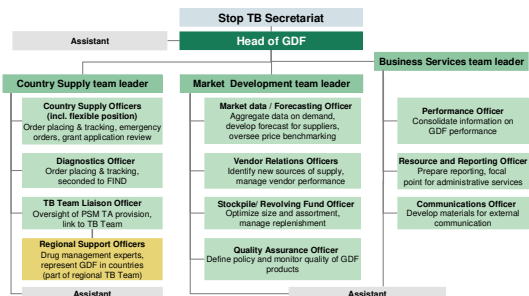 Stop TB Secretariat
Assistant
Head of GDF
Country Supply team leader
Country Supply Officers
(incl. flexible position)
Order placing & tracking, emergency
orders, grant application review
Diagnostics Officer
Order placing & tracking,
seconded to FIND
TB Team Liaison Officer
Oversight of PSM TA provision,
link to TB Team
Regional Support Officers
Drug management experts,
represent GDF in countries
(part of regional TB Team)
Assistant
Market Development team leader
Market data / Forecasting Officer
Aggregate data on demand,
develop forecast for suppliers,
oversee price benchmarking
Vendor Relations Officers
Identify new sources of supply,
manage vendor performance
Stockpile/ Revolving Fund Officer
Optimize size and assortment,
manage replenishment
Quality Assurance Officer
Define policy and monitor quality of GDF
products
Business Services team leader
Performance Officer
Consolidate information on
GDF performance
Resource and Reporting Officer
Prepare reporting, focal
point for administrative services
Communications Officer
Develop materials for external
communication
Assistant